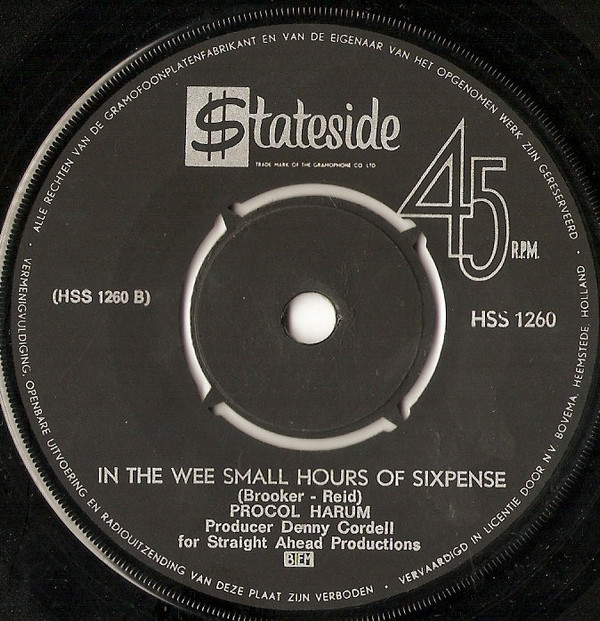 ALLE RECHTEN VAN DE GRAMOFOONPLATENFABRIKANT EN VAN DE EIGENAAR VAN HET OPGENOMEN WERK ZIJN GERESERVEERD ·
$tateside
TRADE MARK OF THE GRAMOPHONE CO LTD
45
R.P.M.
(HSS 1260 B)
HSS 1260
IN THE WEE SMALL HOURS OF SIXPENSE
(Brooker - Reid)
PROCOL HARUM
Producer Denny Cordell
for Straight Ahead Productions
BIEM
· VERMENIGVULDIGING, OPENBARE UITVOERING EN RADIOUITZENDING VAN DEZE PLAAT ZIJN VERBODEN ·
VERVAARDIGD IN LICENTIE DOOR N.V. BOVEMA, HEEMSTEDE, HOLLAND